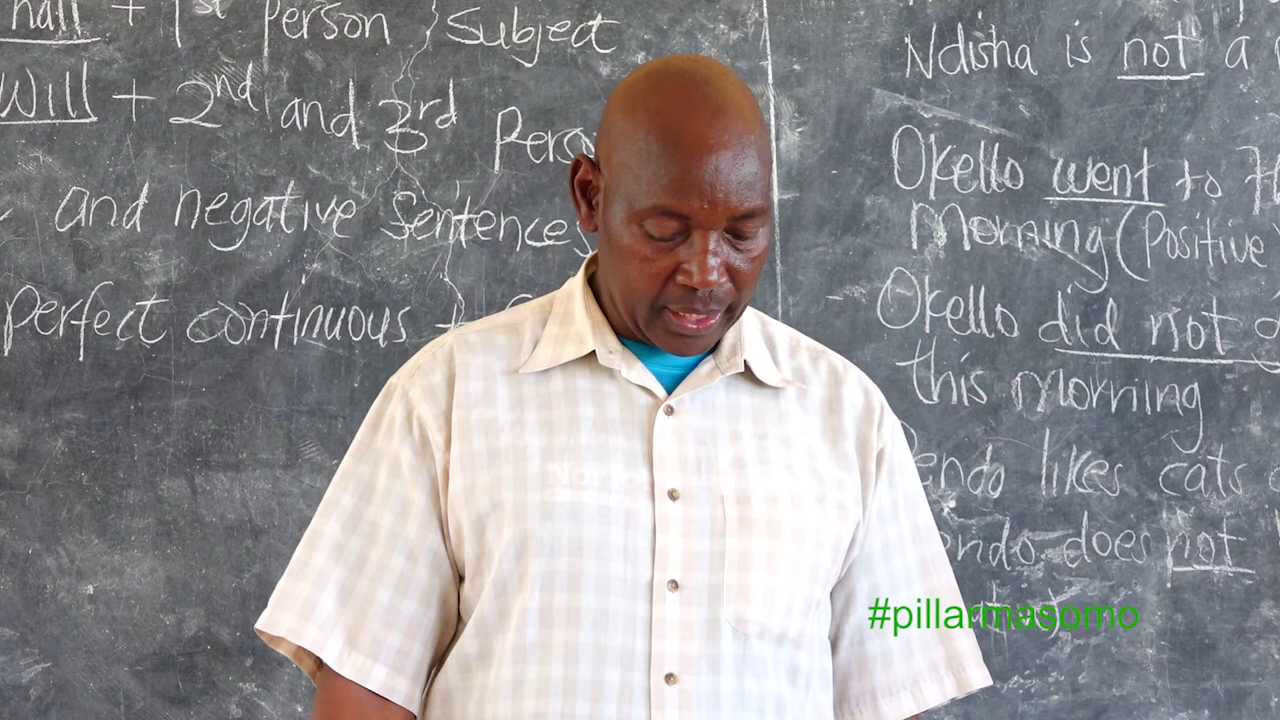 hall + 1st Person Subject
Will + 2nd and 3rd
and negative Sentences
Perfect continuous
Ndisha is not a
Okello went to
Morning (Positive
Okello did not
this morning
likes cats
does not
#pillarmasomo